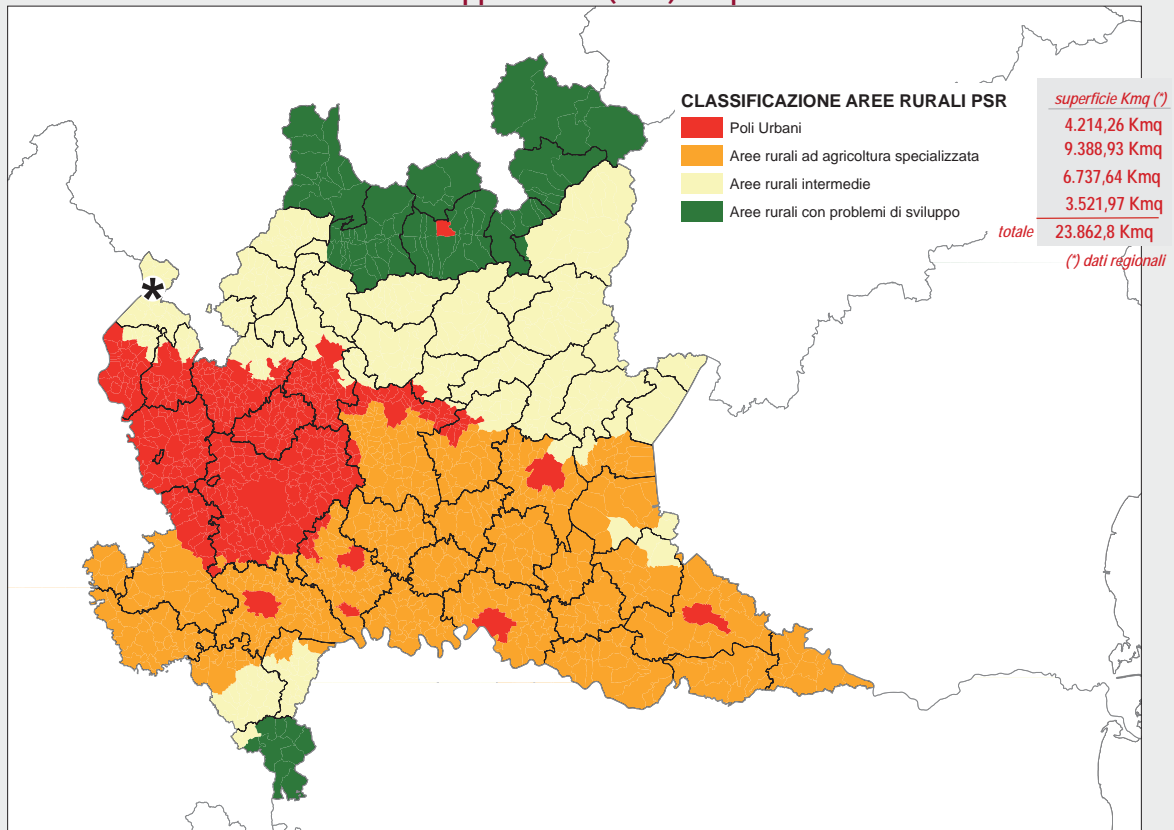 CLASSIFICAZIONE AREE RURALI PSR
Poli Urbani
Aree rurali ad agricoltura specializzata
Aree rurali intermedie
Aree rurali con problemi di sviluppo
superficie Kmq (*)
4.214,26 Kmq
9.388,93 Kmq
6.737,64 Kmq
3.521,97 Kmq
totale 23.862,8 Kmq
(*) dati regionali
*